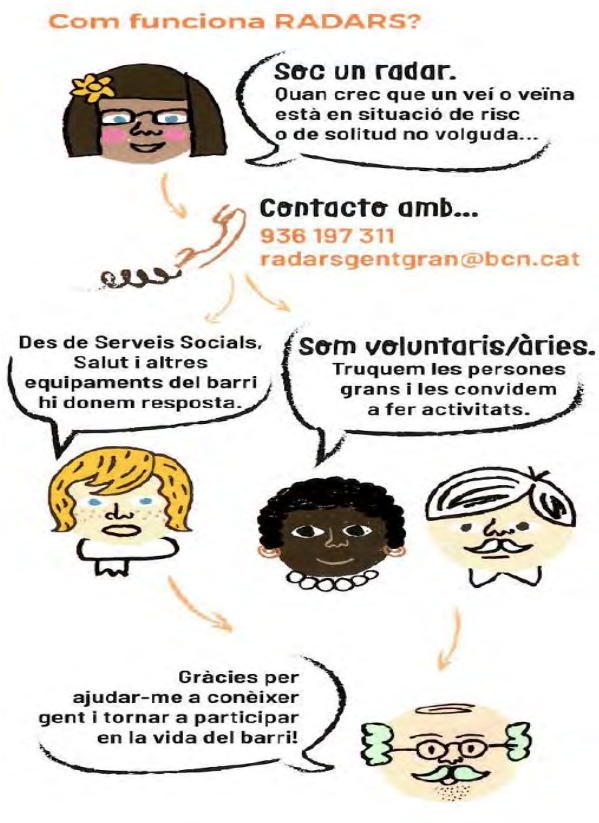 Com funciona RADARS?
Soc un radar.
Quan crec que un veí o veïna
està en situació de risc
o de solitud no volguda...
Contacto amb...
936 197 311
radarsgentgran@bcn.cat
Des de Serveis Socials,
Salut i altres
equipaments del barri
hi donem resposta.
Som voluntaris/àries.
Truquem les persones
grans i les convidem
a fer activitats.
Gràcies per
ajudar-me a conèixer
gent i tornar a participar
en la vida del barri!